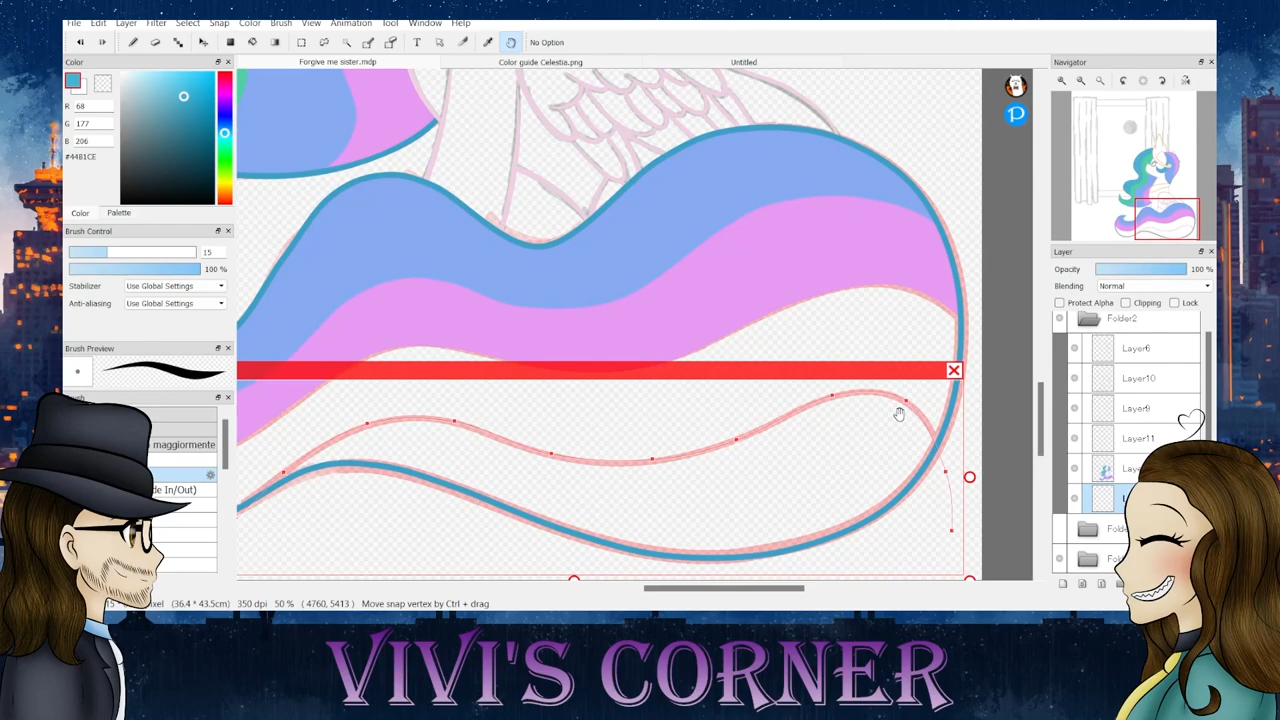 File Edit Layer Filter Select Snap Color Brush View Animation Tool Window Help
No Option
Color
Forgive me sister.mdp
Color guide Celestia.png
Untitled
Navigator
R 68
G 177
B 206
#44B1CE
Color Palette
Brush Control
15
100 %
Stabilizer Use Global Settings
Anti-aliasing Use Global Settings
Brush Preview
maggiormente
de In/Out)
Layer
Opacity 100 %
Blending Normal
Protect Alpha Clipping Lock
Folder2
Layer6
Layer10
Layer9
Layer11
(36.4 * 43.5cm) 350 dpi 50 % ( 4760, 5413 ) Move snap vertex by Ctrl + drag
VIVI'S CORNER